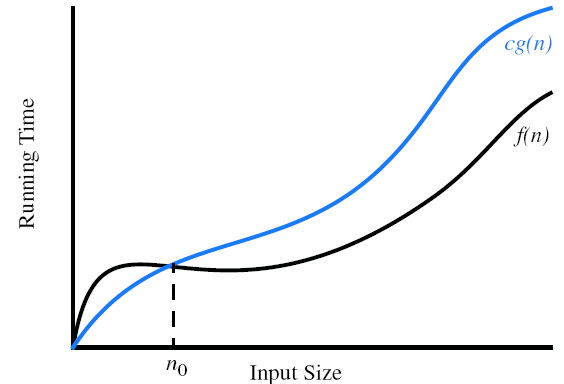 cg(n)
f(n)
Running Time
n0
Input Size